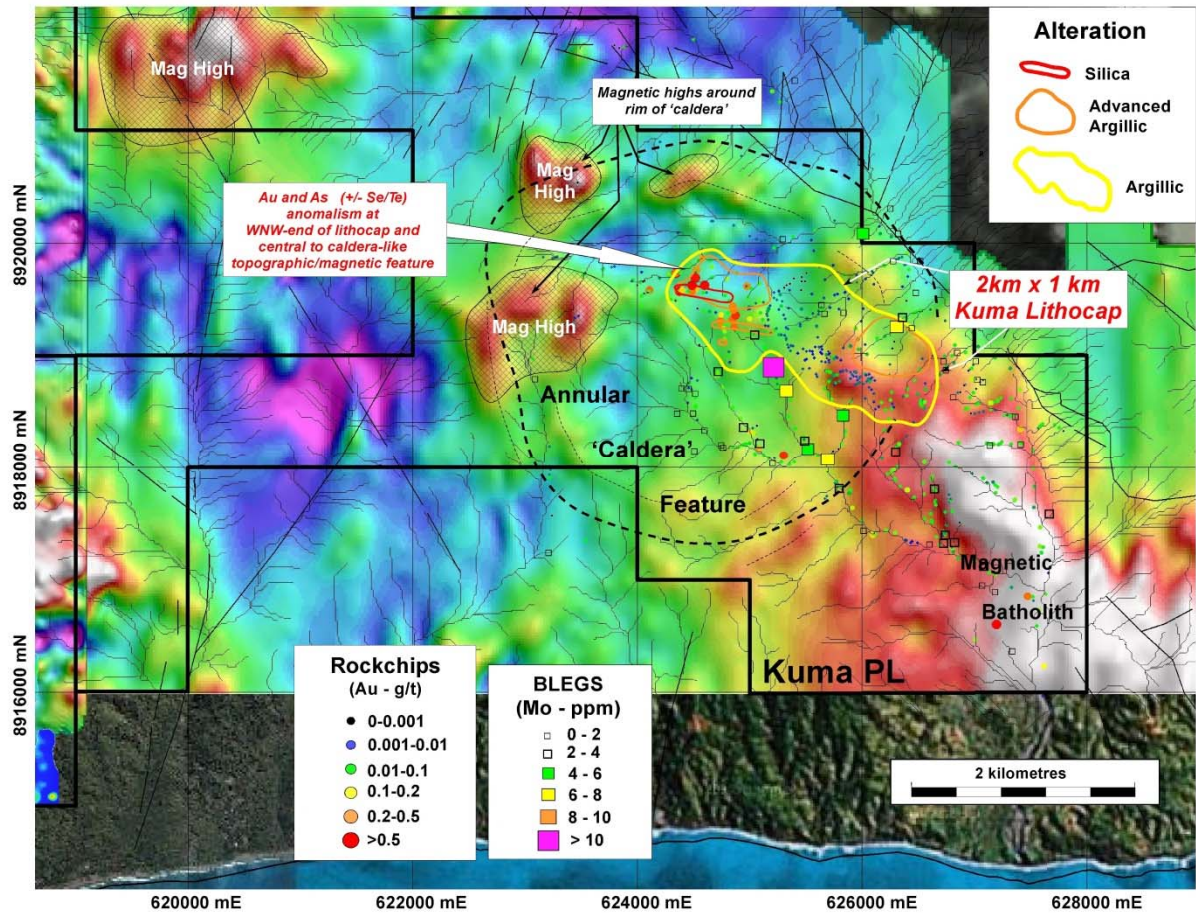 Mag High
Magnetic highs around
rim of 'caldera'
Alteration
Silica
Advanced
Argillic
Argillic
Mag
High
Au and As (+/- Se/Te)
anomalism at
WNW-end of lithocap and
central to caldera-like
topographic/magnetic feature
2km x 1 km
Kuma Lithocap
Mag High
Annular
'Caldera'
Feature
Magnetic
Batholith
Kuma PL
Rockchips
(Au - g/t)
0-0.001
0.001-0.01
0.01-0.1
0.1-0.2
0.2-0.5
>0.5
BLEGS
(Mo - ppm)
0 - 2
2 - 4
4 - 6
6 - 8
8 - 10
> 10
2 kilometres
8920000 mN
8918000 mN
8916000 mN
620000 mE
622000 mE
624000 mE
626000 mE
628000 mE